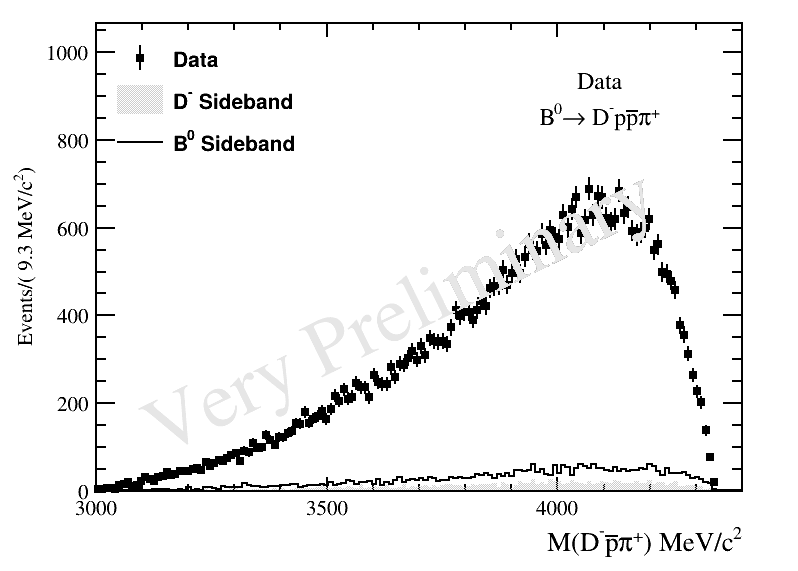 1000
800
600
400
200
0
Events/( 9.3 MeV/c²)
Data
D⁻ Sideband
B⁰ Sideband
Data
B⁰→ D⁻pp̅π⁺
Very Preliminary
3000 3500 4000
M(D⁻p̅π⁺) MeV/c²